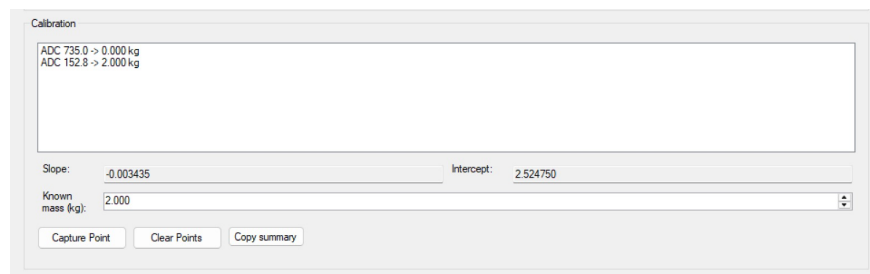 Calibration
ADC 735.0 -> 0.000 kg
ADC 152.8 -> 2.000 kg
Slope: -0.003435 Intercept: 2.524750
Known
mass (kg): 2.000
Capture Point Clear Points Copy summary